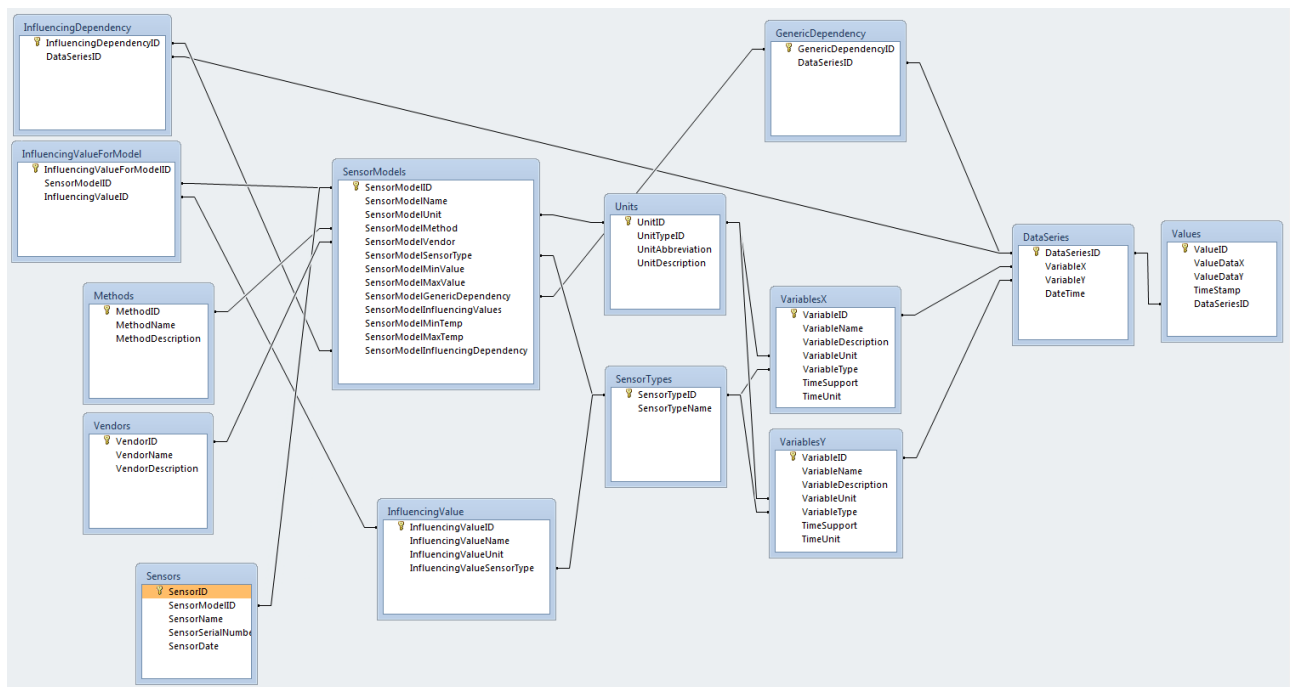 InfluencingDependency
InfluencingDependencyID
DataSeriesID
InfluencingValueForModel
InfluencingValueForModelID
SensorModelID
InfluencingValueID
Methods
MethodID
MethodName
MethodDescription
Vendors
VendorID
VendorName
VendorDescription
Sensors
SensorID
SensorModelID
SensorName
SensorSerialNumbe
SensorDate
SensorModels
SensorModelID
SensorModelName
SensorModelUnit
SensorModelMethod
SensorModelVendor
SensorModelSensorType
SensorModelMinValue
SensorModelMaxValue
SensorModelGenericDependency
SensorModelInfluencingValues
SensorModelMinTemp
SensorModelMaxTemp
SensorModelInfluencingDependency
InfluencingValue
InfluencingValueID
InfluencingValueName
InfluencingValueUnit
InfluencingValueSensorType
Units
UnitID
UnitTypeID
UnitAbbreviation
UnitDescription
SensorTypes
SensorTypeID
SensorTypeName
GenericDependency
GenericDependencyID
DataSeriesID
VariablesX
VariableID
VariableName
VariableDescription
VariableUnit
VariableType
TimeSupport
TimeUnit
VariablesY
VariableID
VariableName
VariableDescription
VariableUnit
VariableType
TimeSupport
TimeUnit
DataSeries
DataSeriesID
VariableX
VariableY
DateTime
Values
ValueID
ValueDataX
ValueDataY
TimeStamp
DataSeriesID